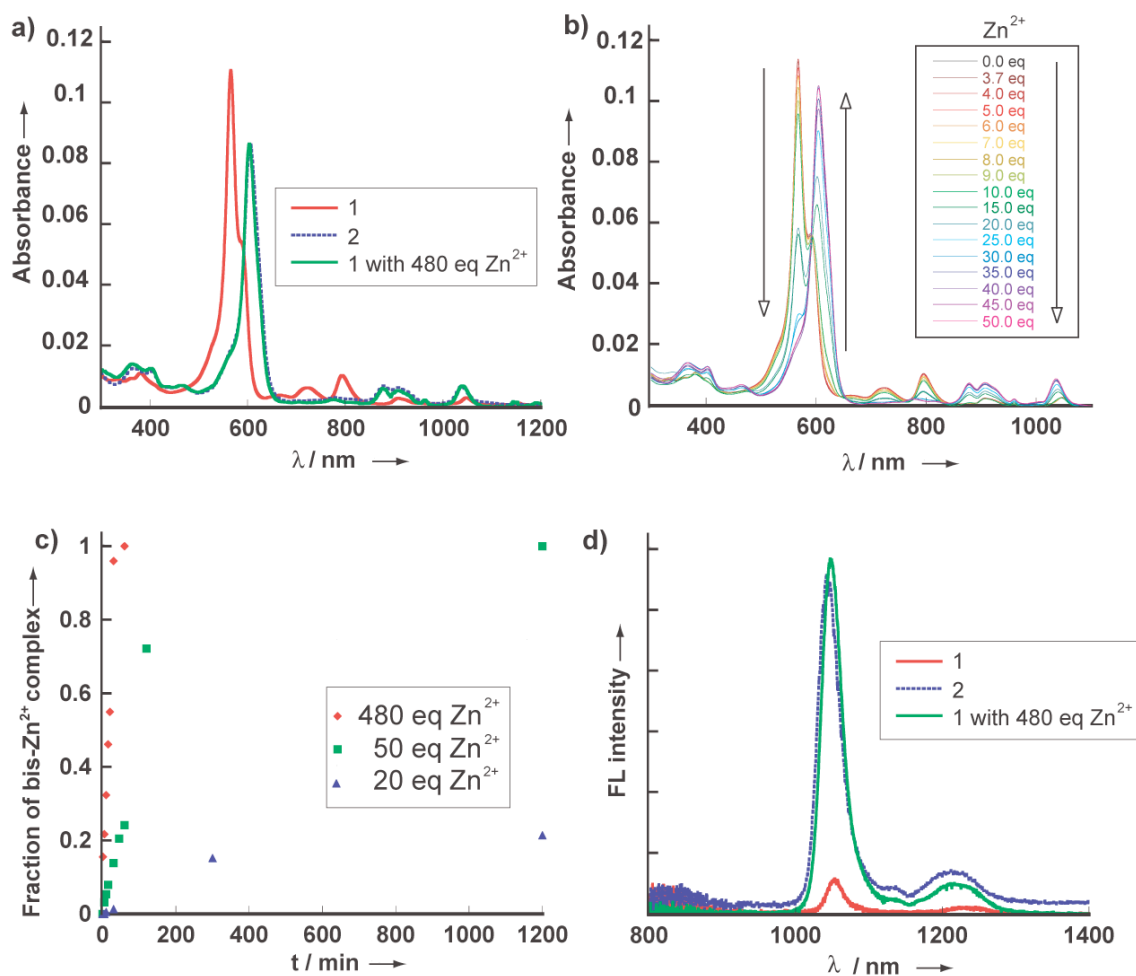 a)
0.12
0.1
0.08
0.06
0.04
0.02
0
Absorbance
1
2
1 with 480 eq Zn²⁺
400 600 800 1000 1200
λ / nm
b)
0.12
0.1
0.08
0.06
0.04
0.02
0
Absorbance
Zn²⁺
0.0 eq
3.7 eq
4.0 eq
5.0 eq
6.0 eq
7.0 eq
8.0 eq
9.0 eq
10.0 eq
15.0 eq
20.0 eq
25.0 eq
30.0 eq
35.0 eq
40.0 eq
45.0 eq
50.0 eq
400 600 800 1000
λ / nm
c)
1
0.8
0.6
0.4
0.2
0
Fraction of bis-Zn²⁺ complex
480 eq Zn²⁺
50 eq Zn²⁺
20 eq Zn²⁺
0 200 400 600 800 1000 1200
t / min
d)
FL intensity
1
2
1 with 480 eq Zn²⁺
800 1000 1200 1400
λ / nm